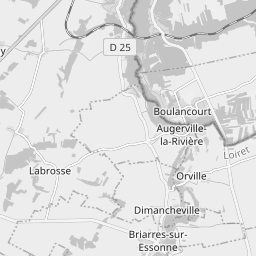 y
D 25
Boulancourt
Augerville-
la-Rivière
Loiret
Labrosse
Orville
Dimancheville
Briarres-sur-
Essonne